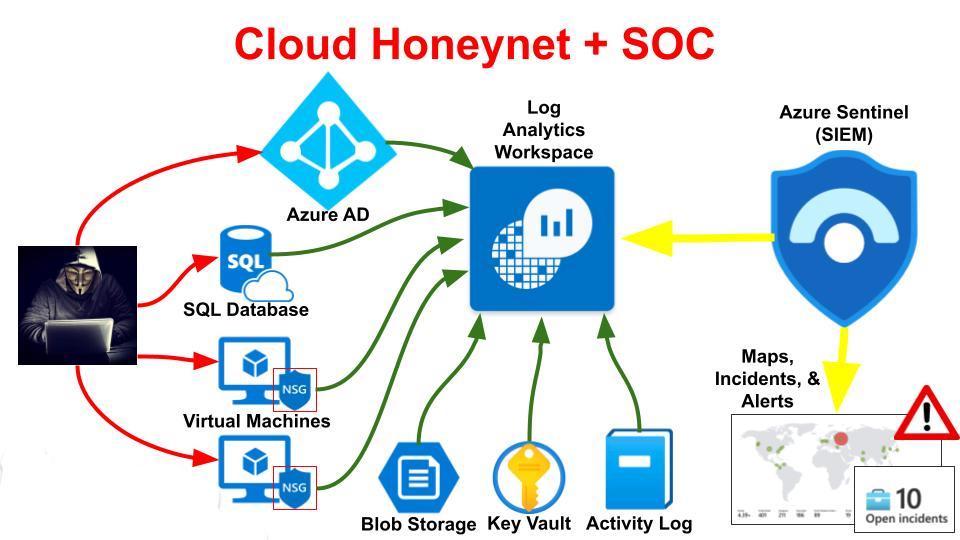 Cloud Honeynet + SOC
Log
Analytics
Workspace
Azure Sentinel
(SIEM)
Azure AD
SQL
SQL Database
NSG
Virtual Machines
NSG
Maps,
Incidents, &
Alerts
10
Open incidents
Blob Storage
Key Vault
Activity Log